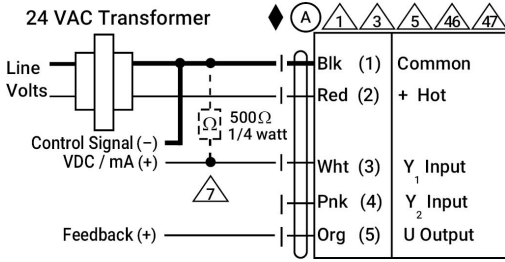 24 VAC Transformer
A 1 3 5 46 47
Line
Volts
Blk (1) Common
Red (2) + Hot
Ω 500Ω
1/4 watt
Control Signal (–)
VDC / mA (+)
Wht (3) Y1 Input
7
Pnk (4) Y2 Input
Feedback (+)
Org (5) U Output